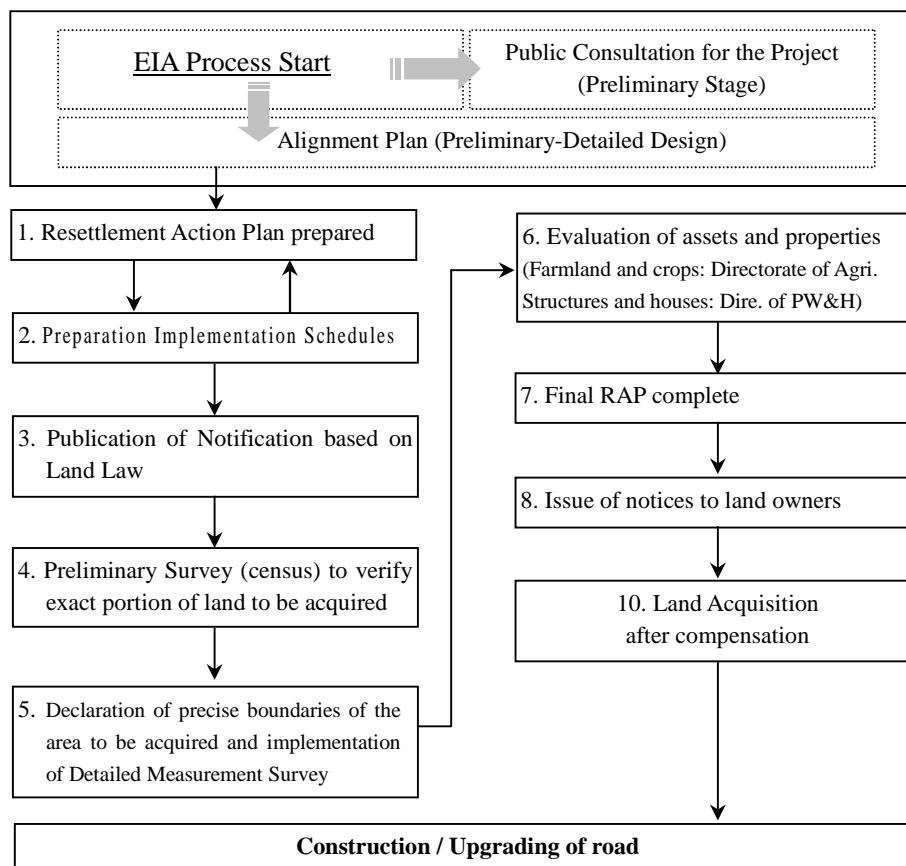 EIA Process Start
Public Consultation for the Project
(Preliminary Stage)
Alignment Plan (Preliminary-Detailed Design)
1. Resettlement Action Plan prepared
2. Preparation Implementation Schedules
3. Publication of Notification based on
Land Law
4. Preliminary Survey (census) to verify
exact portion of land to be acquired
5. Declaration of precise boundaries of the
area to be acquired and implementation
of Detailed Measurement Survey
6. Evaluation of assets and properties
(Farmland and crops: Directorate of Agri.
Structures and houses: Dire. of PW&H)
7. Final RAP complete
8. Issue of notices to land owners
10. Land Acquisition
after compensation
Construction / Upgrading of road